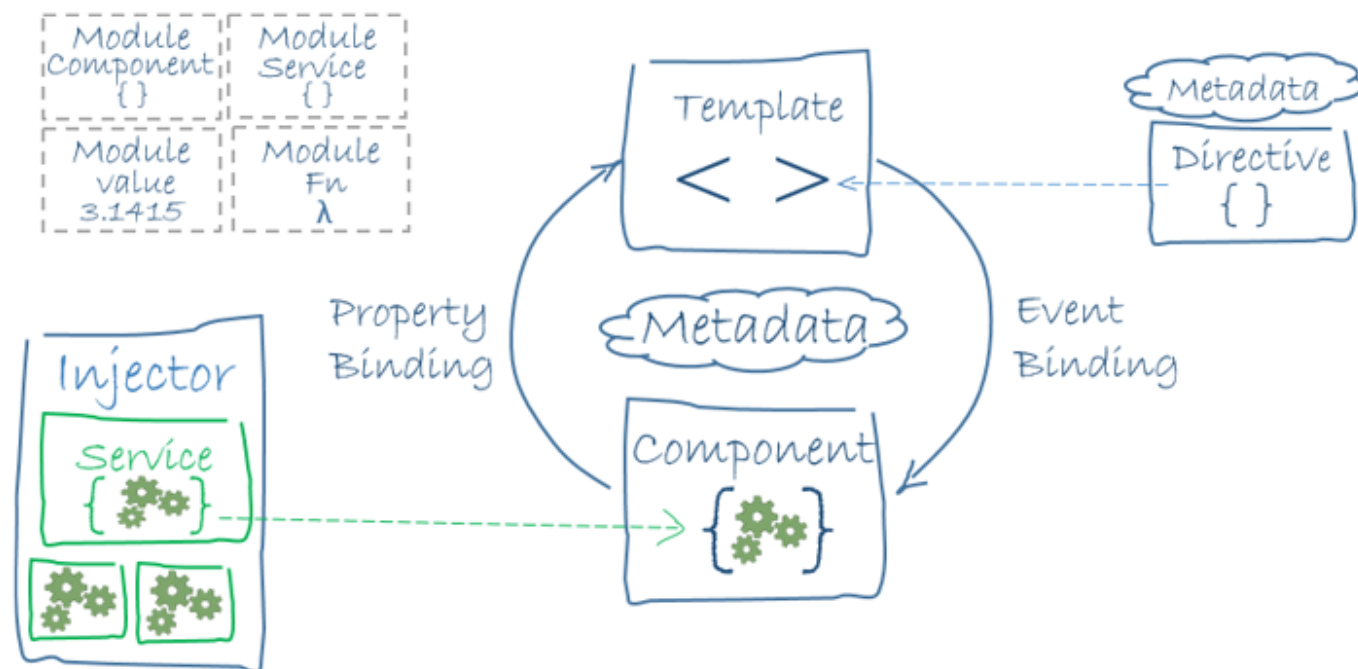 Module
Component
{ }
Module
Service
{ }
Module
value
3.1415
Module
Fn
λ
Template
< >
Metadata
Directive
{ }
Property
Binding
Metadata
Event
Binding
Injector
Service
{ }
Component
{ }